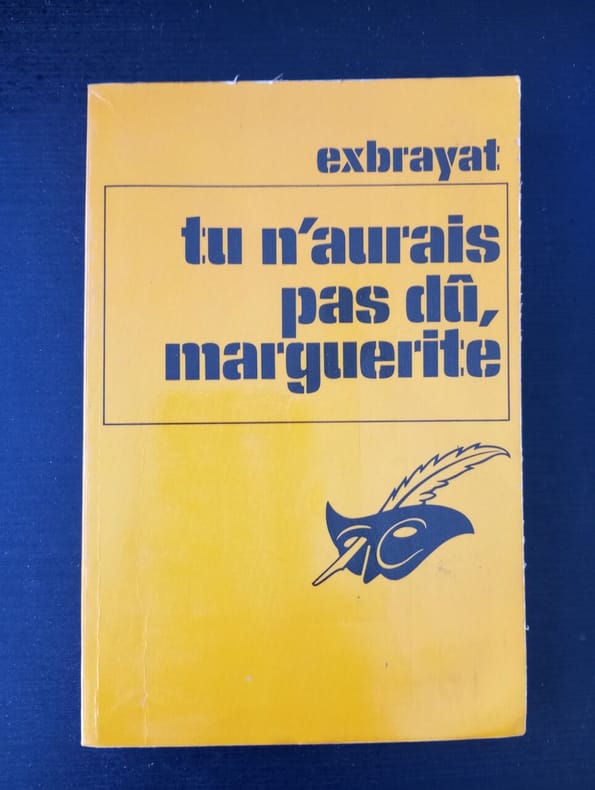 exbrayat
tu n'aurais
pas dû,
marguerite